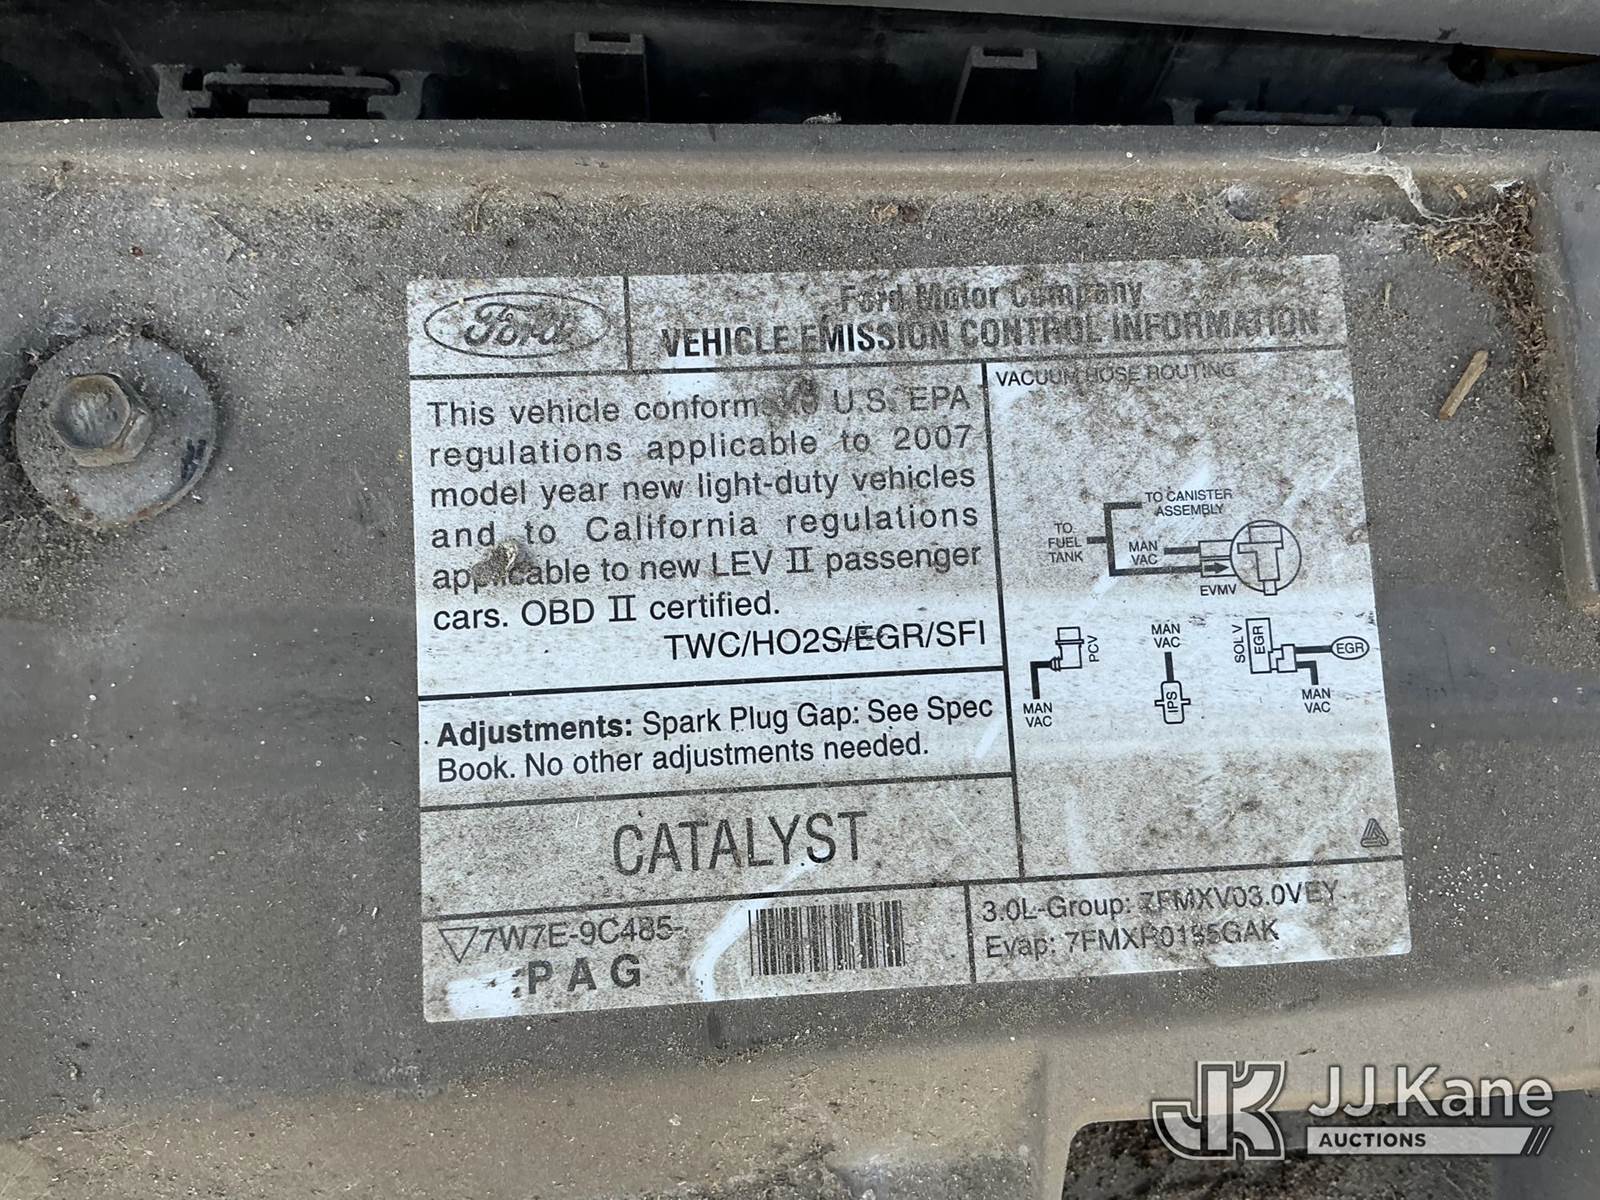 Ford
Ford Motor Company
VEHICLE EMISSION CONTROL INFORMATION
This vehicle conforms to U.S. EPA
regulations applicable to 2007
model year new light-duty vehicles
and to California regulations
applicable to new LEV II passenger
cars. OBD II certified.
TWC/HO2S/EGR/SFI
Adjustments: Spark Plug Gap: See Spec
Book. No other adjustments needed.
CATALYST
7W7E-9C485-
PAG
VACUUM HOSE ROUTING
TO CANISTER
ASSEMBLY
TO
FUEL
TANK
MAN
VAC
EVMV
PCV
MAN
VAC
MAN
VAC
IPS
SOL V
EGR
EGR
MAN
VAC
3.0L-Group: 7FMXV03.0VEY
Evap: 7FMXR0155GAK
JK JJ Kane
AUCTIONS